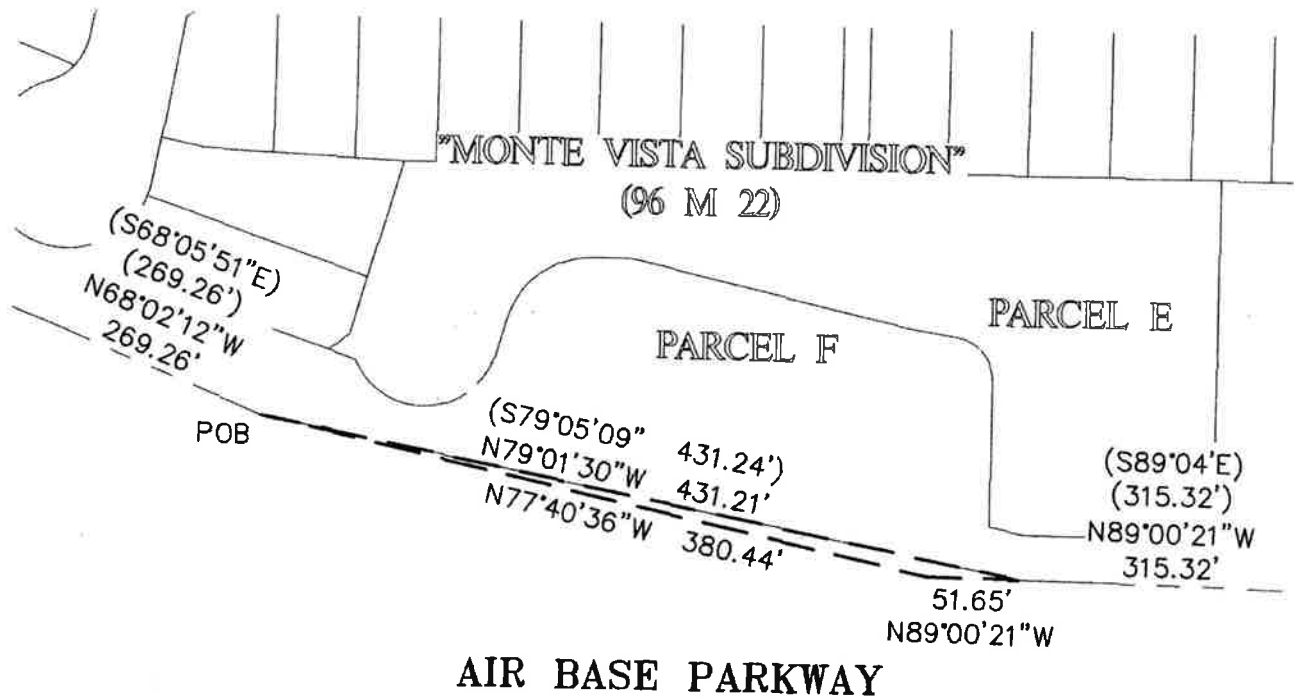 "MONTE VISTA SUBDIVISION"
(96 M 22)
(S68°05'51"E)
(269.26')
N68°02'12"W
269.26'
PARCEL E
PARCEL F
POB
(S79°05'09" 431.24')
N79°01'30"W 431.21'
N77°40'36"W 380.44'
(S89°04'E)
(315.32')
N89°00'21"W
315.32'
51.65'
N89°00'21"W
AIR BASE PARKWAY